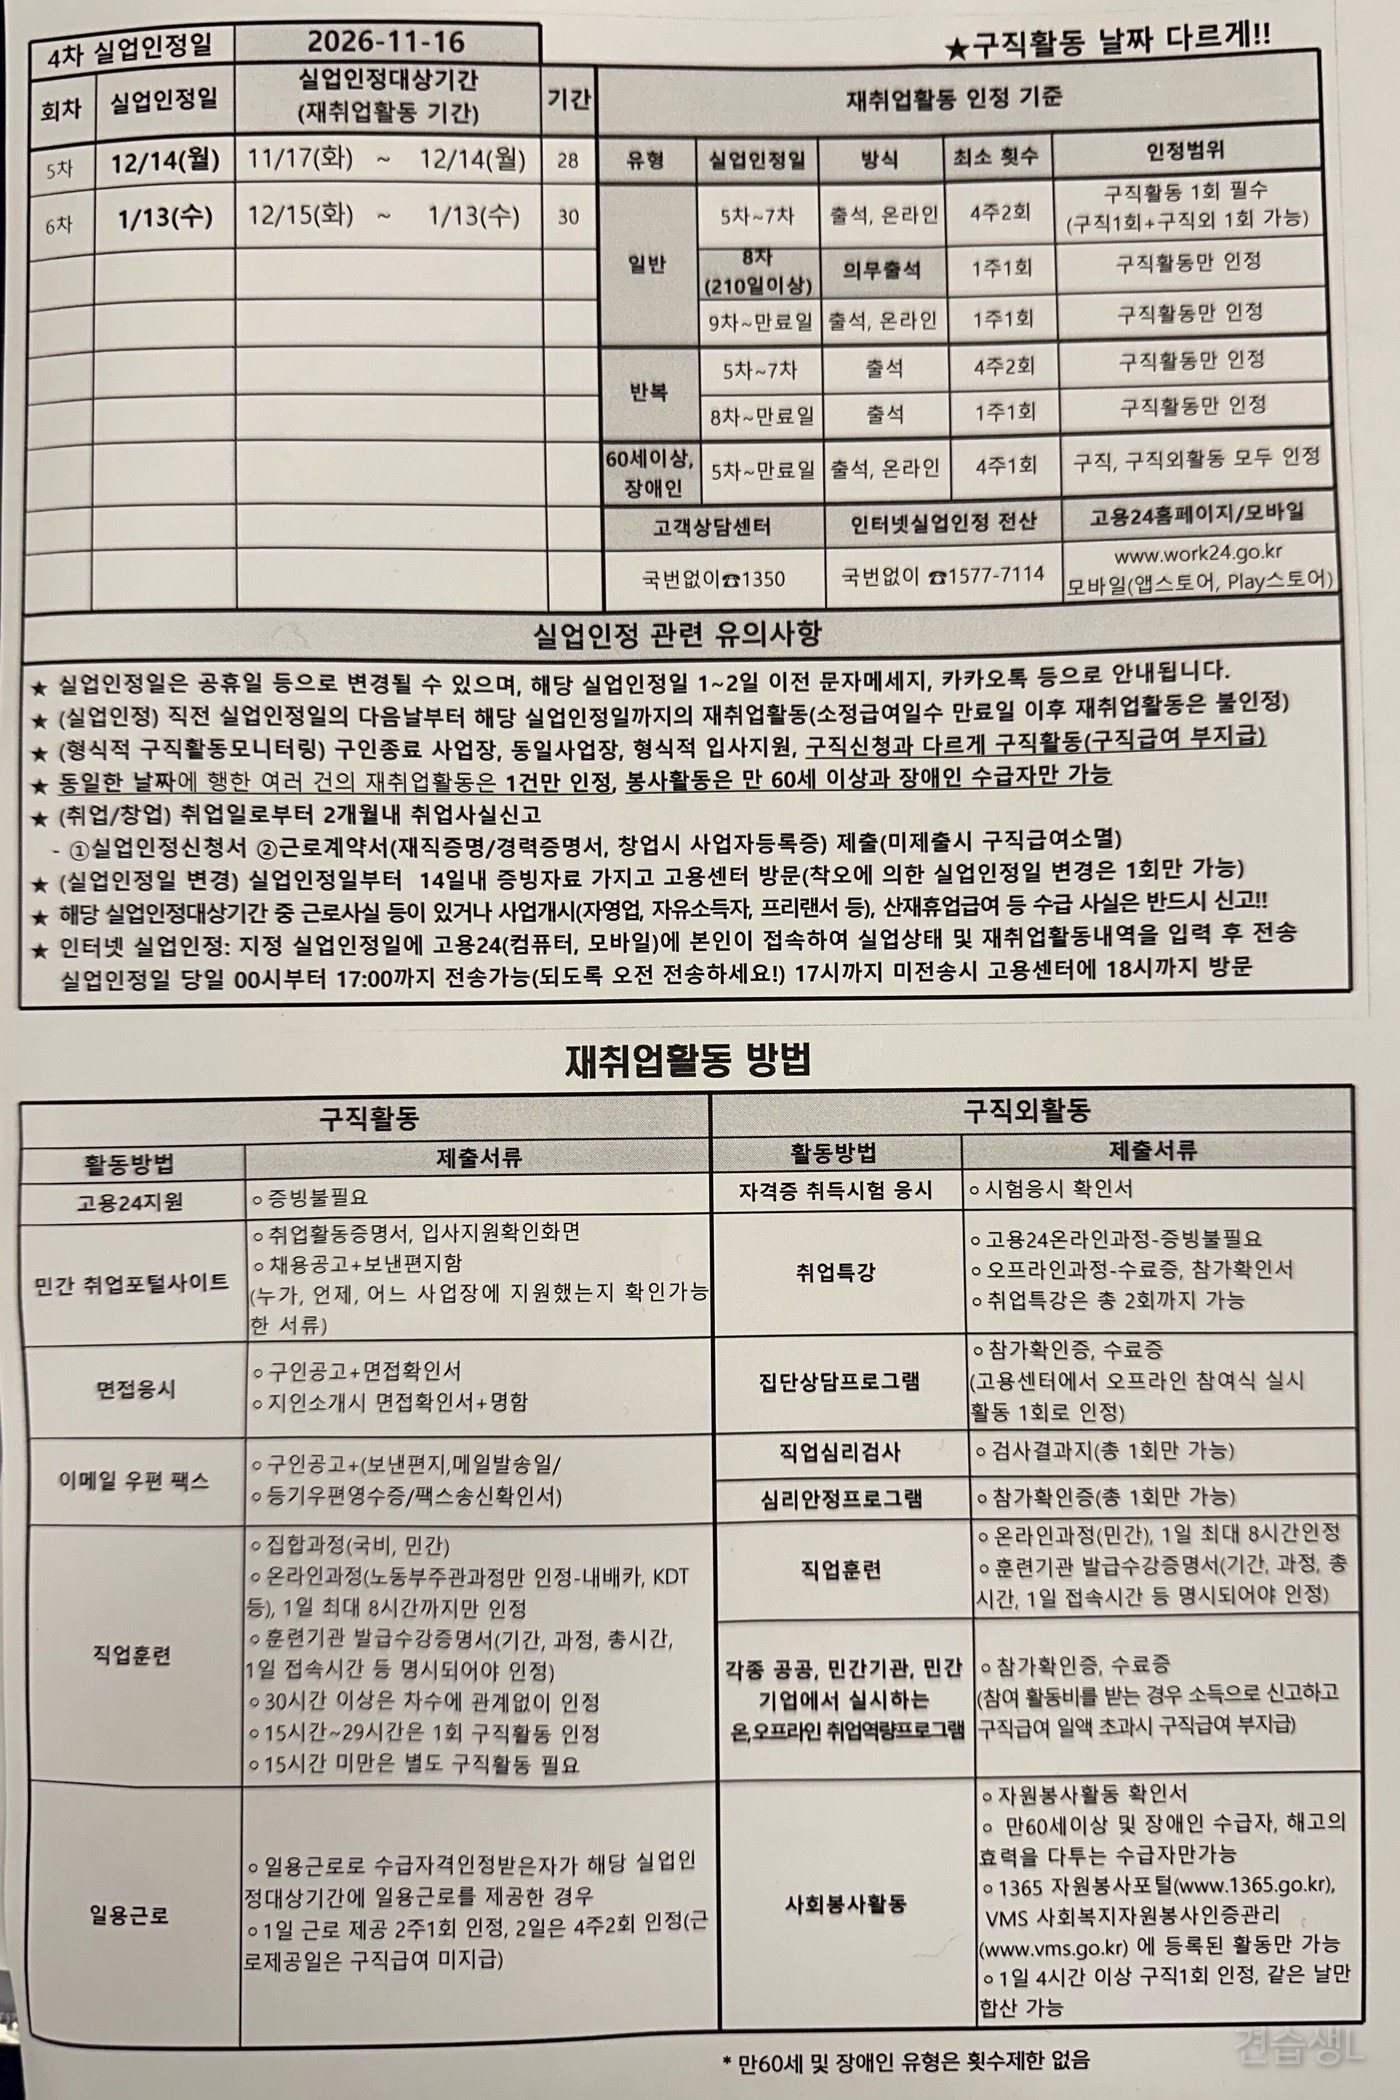 4차 실업인정일 2026-11-16
★구직활동 날짜 다르게!!
회차 실업인정일 실업인정대상기간 (재취업활동 기간) 기간
5차 12/14(월) 11/17(화) ~ 12/14(월) 28
6차 1/13(수) 12/15(화) ~ 1/13(수) 30
재취업활동 인정 기준
유형 실업인정일 방식 최소 횟수 인정범위
일반
5차~7차 출석, 온라인 4주2회 구직활동 1회 필수
(구직1회+구직외 1회 가능)
8차
(210일이상) 의무출석 1주1회 구직활동만 인정
9차~만료일 출석, 온라인 1주1회 구직활동만 인정
반복
5차~7차 출석 4주2회 구직활동만 인정
8차~만료일 출석 1주1회 구직활동만 인정
60세이상,
장애인 5차~만료일 출석, 온라인 4주1회 구직, 구직외활동 모두 인정
고객상담센터 인터넷실업인정 전산 고용24홈페이지/모바일
국번없이☎1350 국번없이 ☎1577-7114 www.work24.go.kr
모바일(앱스토어, Play스토어)
실업인정 관련 유의사항
★ 실업인정일은 공휴일 등으로 변경될 수 있으며, 해당 실업인정일 1~2일 이전 문자메세지, 카카오톡 등으로 안내됩니다.
★ (실업인정) 직전 실업인정일의 다음날부터 해당 실업인정일까지의 재취업활동(소정급여일수 만료일 이후 재취업활동은 불인정)
★ (형식적 구직활동모니터링) 구인종료 사업장, 동일사업장, 형식적 입사지원, 구직신청과 다르게 구직활동(구직급여 부지급)
★ 동일한 날짜에 행한 여러 건의 재취업활동은 1건만 인정, 봉사활동은 만 60세 이상과 장애인 수급자만 가능
★ (취업/창업) 취업일로부터 2개월내 취업사실신고
- ①실업인정신청서 ②근로계약서(재직증명/경력증명서, 창업시 사업자등록증) 제출(미제출시 구직급여소멸)
★ (실업인정일 변경) 실업인정일부터 14일내 증빙자료 가지고 고용센터 방문(착오에 의한 실업인정일 변경은 1회만 가능)
★ 해당 실업인정대상기간 중 근로사실 등이 있거나 사업개시(자영업, 자유소득자, 프리랜서 등), 산재휴업급여 등 수급 사실은 반드시 신고!!
★ 인터넷 실업인정: 지정 실업인정일에 고용24(컴퓨터, 모바일)에 본인이 접속하여 실업상태 및 재취업활동내역을 입력 후 전송
실업인정일 당일 00시부터 17:00까지 전송가능(되도록 오전 전송하세요!) 17시까지 미전송시 고용센터에 18시까지 방문
재취업활동 방법
구직활동
활동방법 제출서류
고용24지원 ○ 증빙불필요
민간 취업포털사이트
○ 취업활동증명서, 입사지원확인화면
○ 채용공고+보낸편지함
(누가, 언제, 어느 사업장에 지원했는지 확인가능
한 서류)
면접응시
○ 구인공고+면접확인서
○ 지인소개시 면접확인서+명함
이메일 우편 팩스
○ 구인공고+(보낸편지,메일발송일/
○ 등기우편영수증/팩스송신확인서)
직업훈련
○ 집합과정(국비, 민간)
○ 온라인과정(노동부주관과정만 인정-내배카, KDT
등), 1일 최대 8시간까지만 인정
○ 훈련기관 발급수강증명서(기간, 과정, 총시간,
1일 접속시간 등 명시되어야 인정)
○ 30시간 이상은 차수에 관계없이 인정
○ 15시간~29시간은 1회 구직활동 인정
○ 15시간 미만은 별도 구직활동 필요
일용근로
○ 일용근로로 수급자격인정받은자가 해당 실업인
정대상기간에 일용근로를 제공한 경우
○ 1일 근로 제공 2주1회 인정, 2일은 4주2회 인정(근
로제공일은 구직급여 미지급)
구직외활동
활동방법 제출서류
자격증 취득시험 응시 ○ 시험응시 확인서
취업특강
○ 고용24온라인과정-증빙불필요
○ 오프라인과정-수료증, 참가확인서
○ 취업특강은 총 2회까지 가능
집단상담프로그램
○ 참가확인증, 수료증
(고용센터에서 오프라인 참여식 실시
활동 1회로 인정)
직업심리검사 ○ 검사결과지(총 1회만 가능)
심리안정프로그램 ○ 참가확인증(총 1회만 가능)
직업훈련
○ 온라인과정(민간), 1일 최대 8시간인정
○ 훈련기관 발급수강증명서(기간, 과정, 총
시간, 1일 접속시간 등 명시되어야 인정)
각종 공공, 민간기관, 민간
기업에서 실시하는
온,오프라인 취업역량프로그램
○ 참가확인증, 수료증
(참여 활동비를 받는 경우 소득으로 신고하고
구직급여 일액 초과시 구직급여 부지급)
사회봉사활동
○ 자원봉사활동 확인서
○ 만60세이상 및 장애인 수급자, 해고의
효력을 다투는 수급자만가능
○ 1365 자원봉사포털(www.1365.go.kr),
VMS 사회복지자원봉사인증관리
(www.vms.go.kr) 에 등록된 활동만 가능
○ 1일 4시간 이상 구직1회 인정, 같은 날만
합산 가능
* 만60세 및 장애인 유형은 횟수제한 없음
견습생L